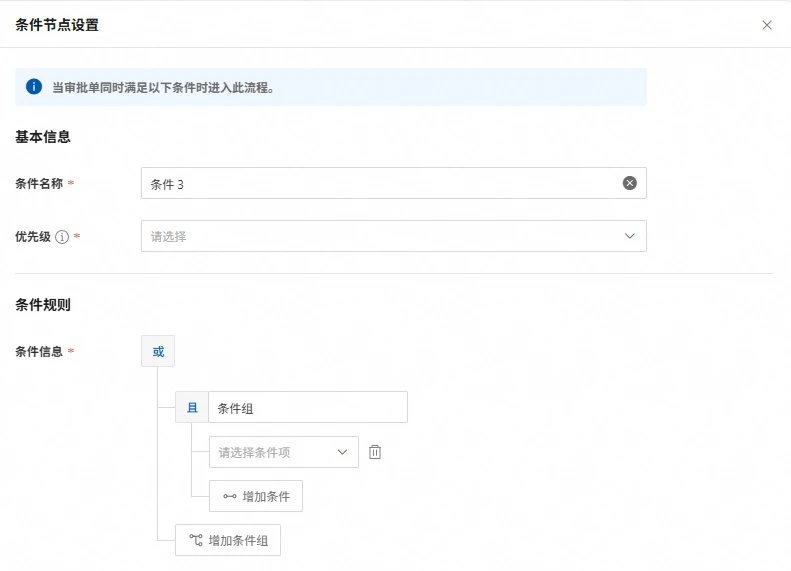 条件节点设置
当审批单同时满足以下条件时进入此流程。
基本信息
条件名称 * 条件 3
优先级 * 请选择
条件规则
条件信息 * 或
且 条件组
请选择条件项
增加条件
增加条件组